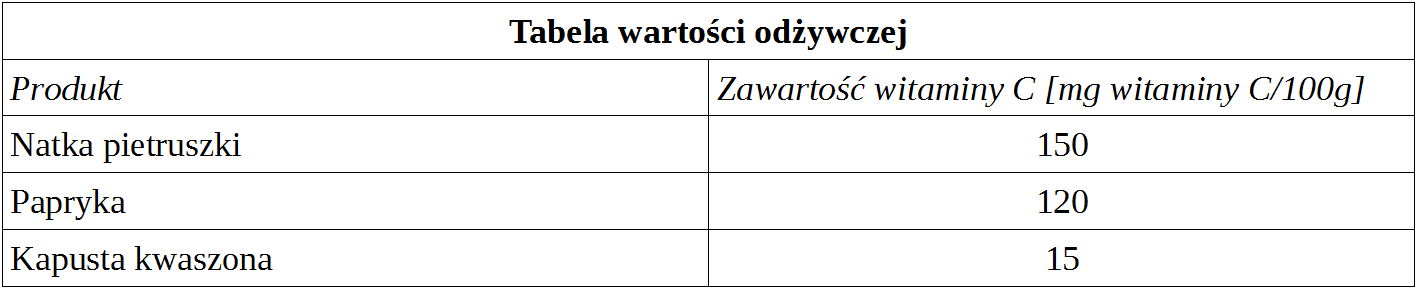 Tabela wartości odżywczej
Produkt Zawartość witaminy C [mg witaminy C/100g]
Natka pietruszki 150
Papryka 120
Kapusta kwaszona 15